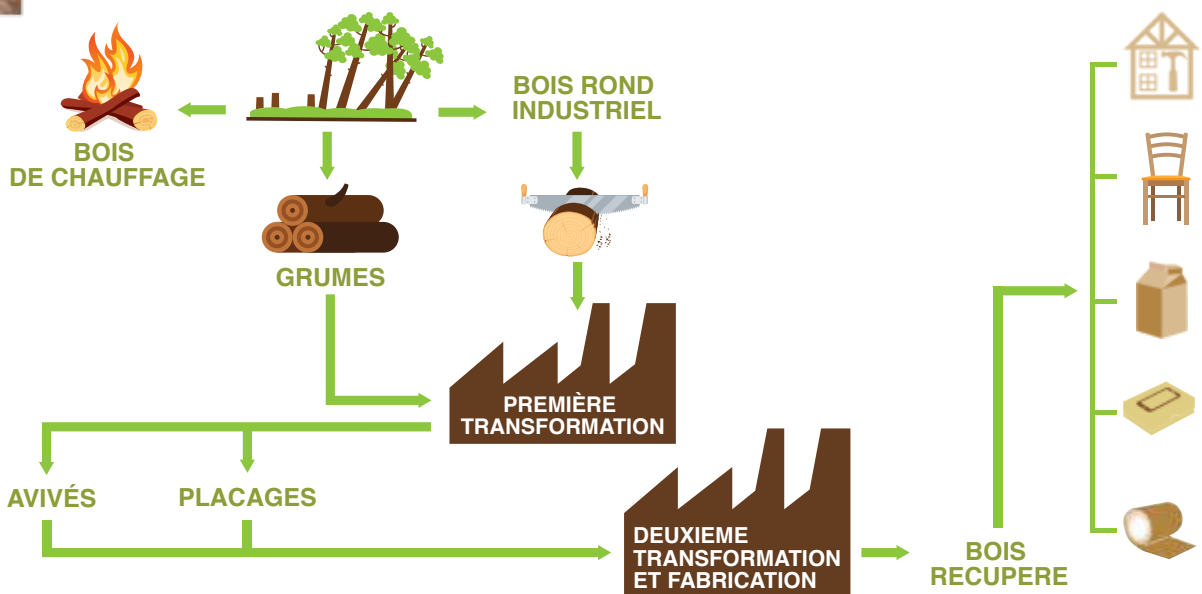 BOIS
DE CHAUFFAGE
BOIS ROND
INDUSTRIEL
GRUMES
PREMIÈRE
TRANSFORMATION
AVIVÉS
PLACAGES
DEUXIEME
TRANSFORMATION
ET FABRICATION
BOIS
RECUPERE